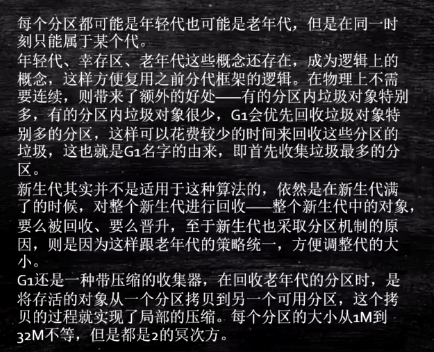 每个分区都可能是年轻代也可能是老年代，但是在同一时
刻只能属于某个代。
年轻代、幸存区、老年代这些概念还存在，成为逻辑上的
概念，这样方便复用之前分代框架的逻辑。在物理上不需
要连续，则带来了额外的好处——有的分区内垃圾对象特别
多，有的分区内垃圾对象很少，G1会优先回收垃圾对象特
别多的分区，这样可以花费较少的时间来回收这些分区的
垃圾，这也就是G1名字的由来，即首先收集垃圾最多的分
区。
新生代其实并不是适用于这种算法的，依然是在新生代满
了的时候，对整个新生代进行回收——整个新生代中的对象，
要么被回收、要么晋升，至于新生代也采取分区机制的原
因，则是因为这样跟老年代的策略统一，方便调整代的大
小。
G1还是一种带压缩的收集器，在回收老年代的分区时，是
将存活的对象从一个分区拷贝到另一个可用分区，这个拷
贝的过程就实现了局部的压缩。每个分区的大小从1M到
32M不等，但是都是2的冥次方。